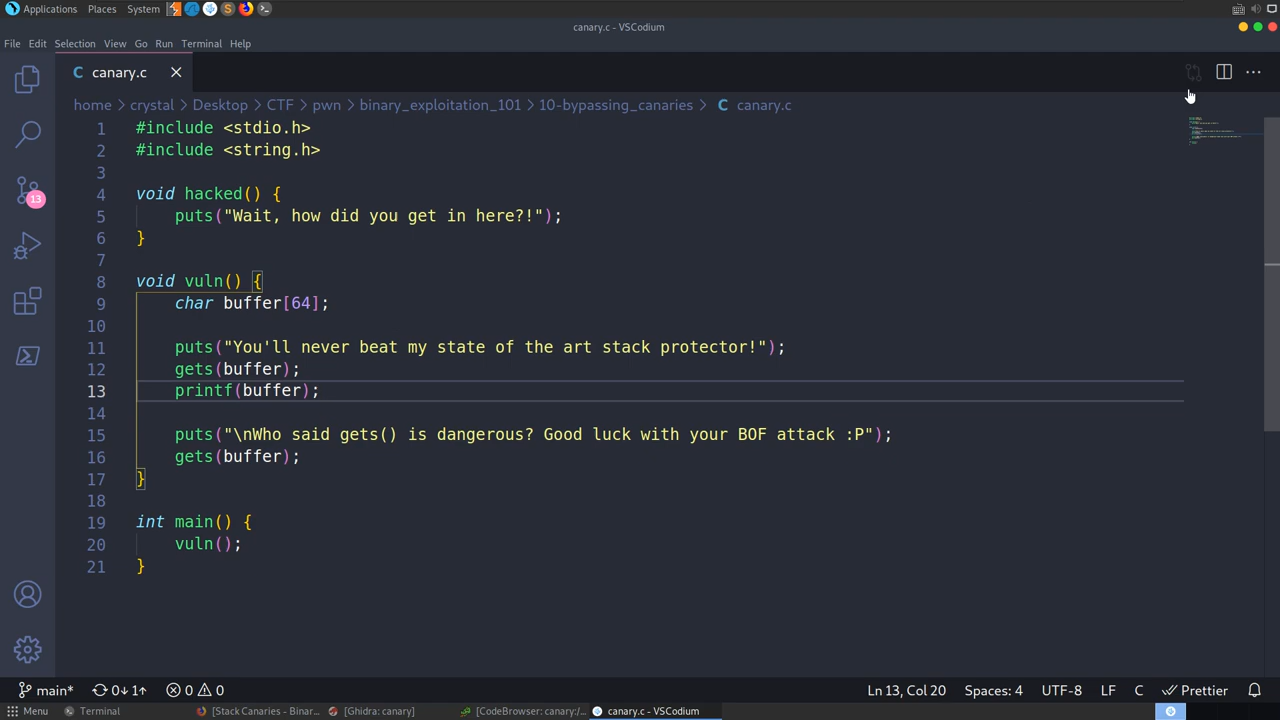 Applications Places System
canary.c - VSCodium
File Edit Selection View Go Run Terminal Help
C canary.c
home > crystal > Desktop > CTF > pwn > binary_exploitation_101 > 10-bypassing_canaries > C canary.c
1 #include <stdio.h>
2 #include <string.h>
3
4 void hacked() {
5 puts("Wait, how did you get in here?!");
6 }
7
8 void vuln() {
9 char buffer[64];
10
11 puts("You'll never beat my state of the art stack protector!");
12 gets(buffer);
13 printf(buffer);
14
15 puts("\nWho said gets() is dangerous? Good luck with your BOF attack :P");
16 gets(buffer);
17 }
18
19 int main() {
20 vuln();
21 }
13
main* 0↓ 1↑ 0 0 Ln 13, Col 20 Spaces: 4 UTF-8 LF C Prettier
Menu Terminal [Stack Canaries - Binar... [Ghidra: canary] [CodeBrowser: canary:/... canary.c - VSCodium